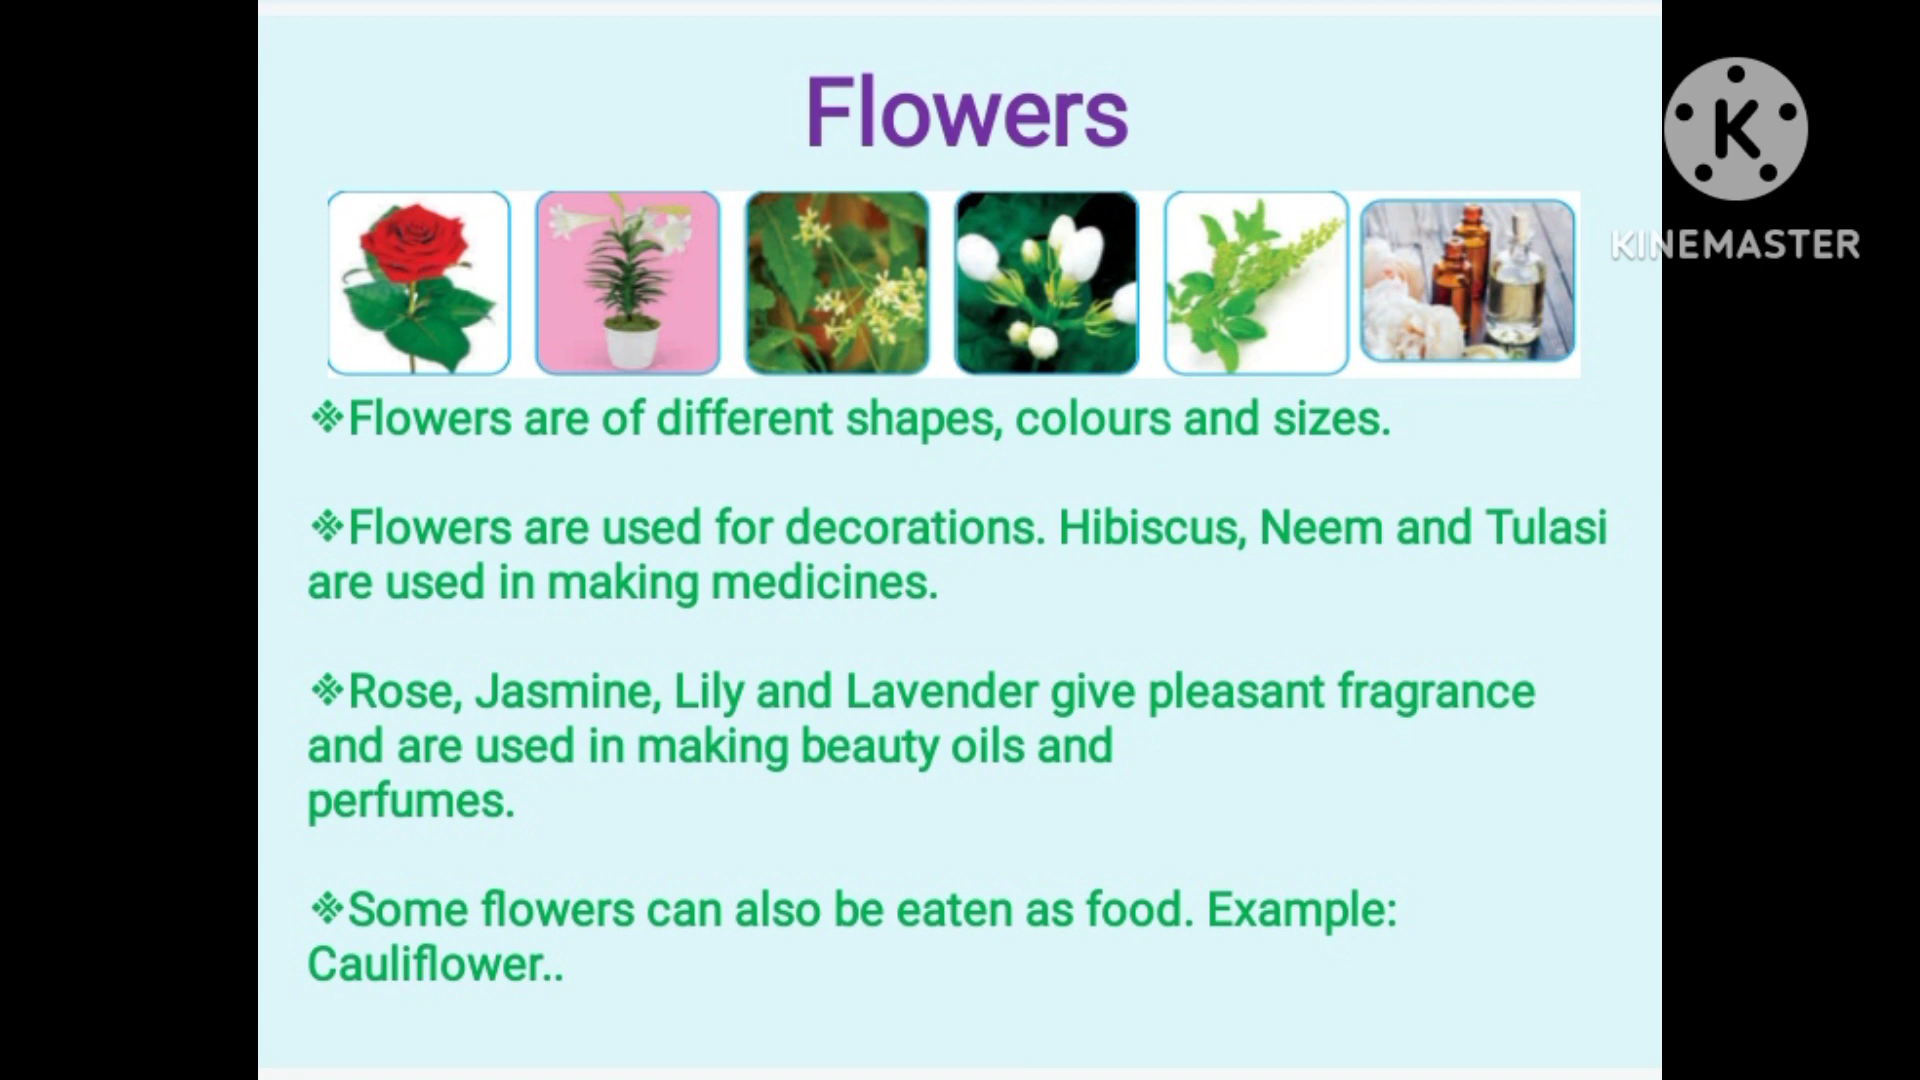 Flowers
K
KINEMASTER
❖Flowers are of different shapes, colours and sizes.
❖Flowers are used for decorations. Hibiscus, Neem and Tulasi
are used in making medicines.
❖Rose, Jasmine, Lily and Lavender give pleasant fragrance
and are used in making beauty oils and
perfumes.
❖Some flowers can also be eaten as food. Example:
Cauliflower..